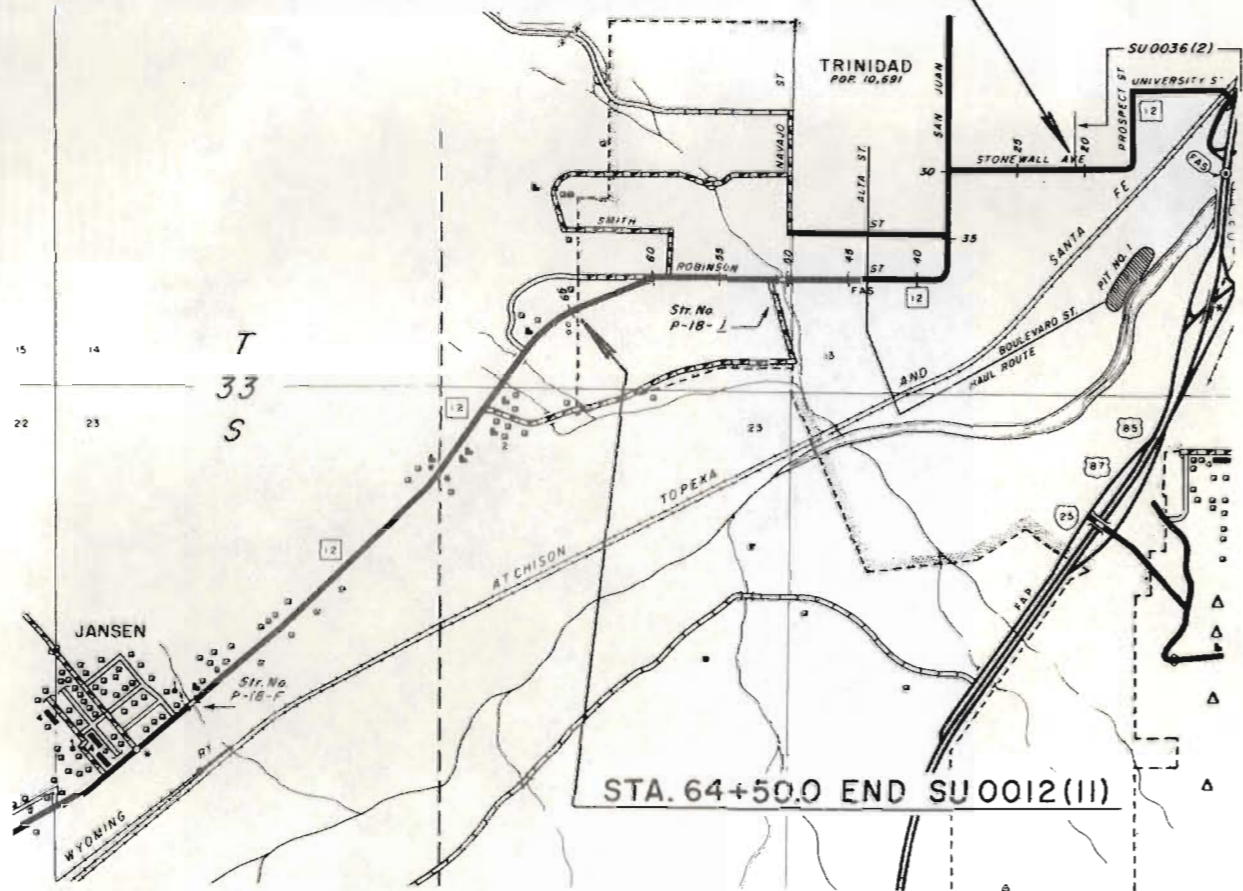 SU 0036(2)
TRINIDAD
POP. 10,691
UNIVERSITY ST
PROSPECT ST
12
SAN JUAN
ST
NAVAJO
ALTA ST.
25
20
STONEWALL AVE
30
FAS
SANTA FE
SMITH
ST
35
60
55
50
45
40
ROBINSON
ST
FAS
12
65
PIT NO. 1
Str. No.
P-18-J
BOULEVARD ST.
HAUL ROUTE
15
14
T
33
S
13
AND
22
23
12
23
85
TOPEKA
87
25
12
ATCHISON
FAP
JANSEN
Str. No.
P-18-F
RY
WYOMING
STA. 64+50.0 END SU 0012(11)